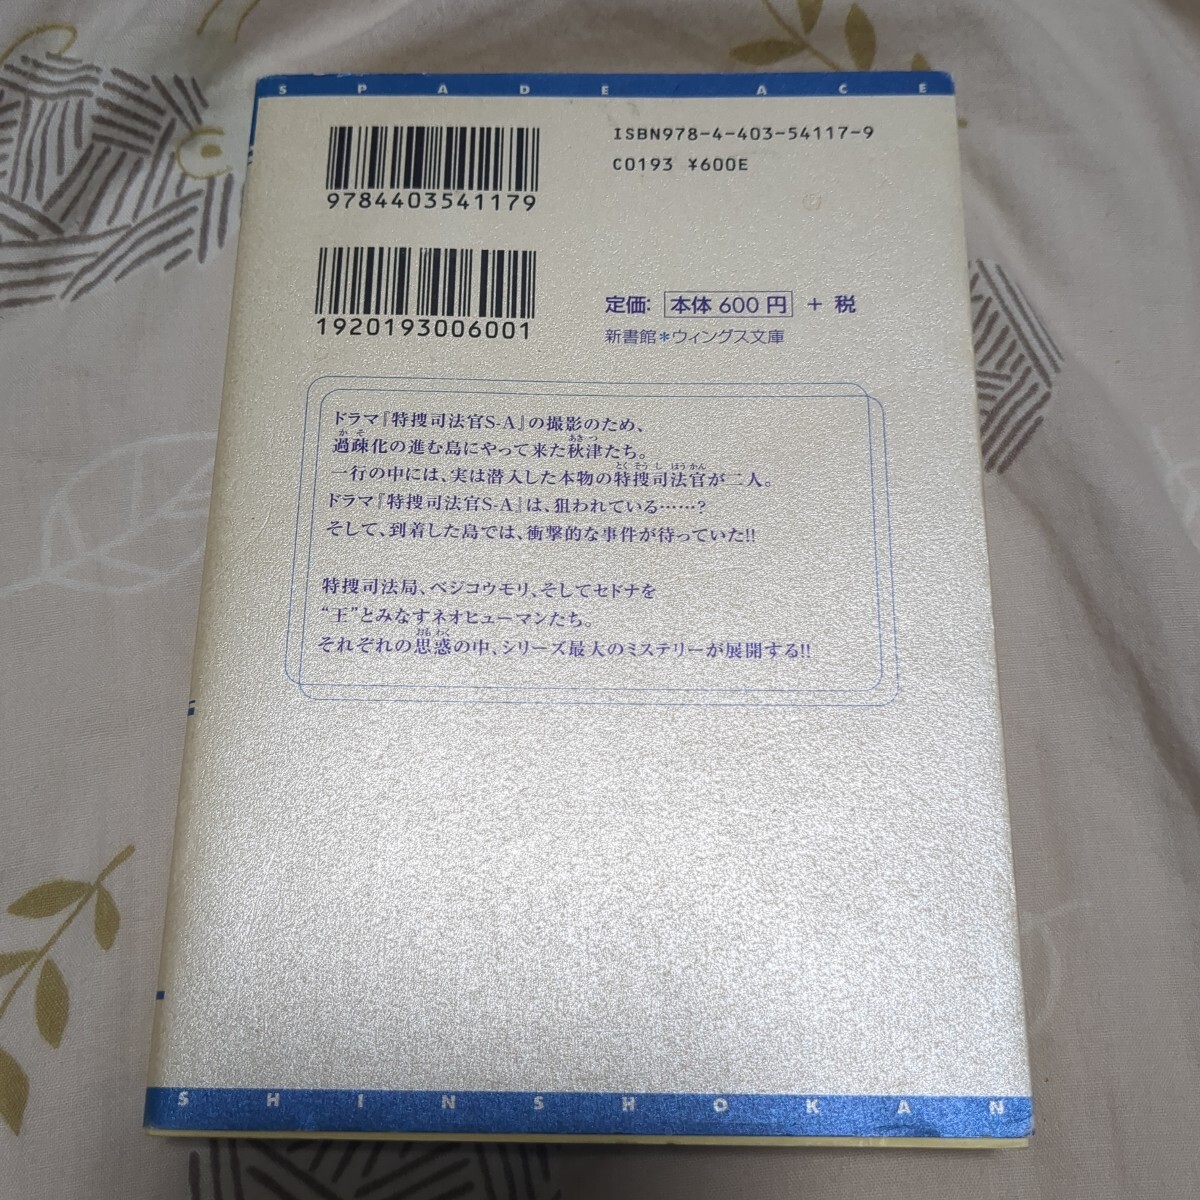 SPADE ACE
ISBN978-4-403-54117-9
C0193 ¥600E
9784403541179
1920193006001
定価: 本体 600 円 + 税
新書館*ウィングス文庫
ドラマ『特捜司法官S-A』の撮影のため、
過疎化の進む島にやって来た秋津たち。
一行の中には、実は潜入した本物の特捜司法官が二人。
ドラマ『特捜司法官S-A』は、狙われている……?
そして、到着した島では、衝撃的な事件が待っていた!!
特捜司法局、ベジコウモリ、そしてセドナを
“王”とみなすネオヒューマンたち。
それぞれの思惑の中、シリーズ最大のミステリーが展開する!!
SHINSHOKAN